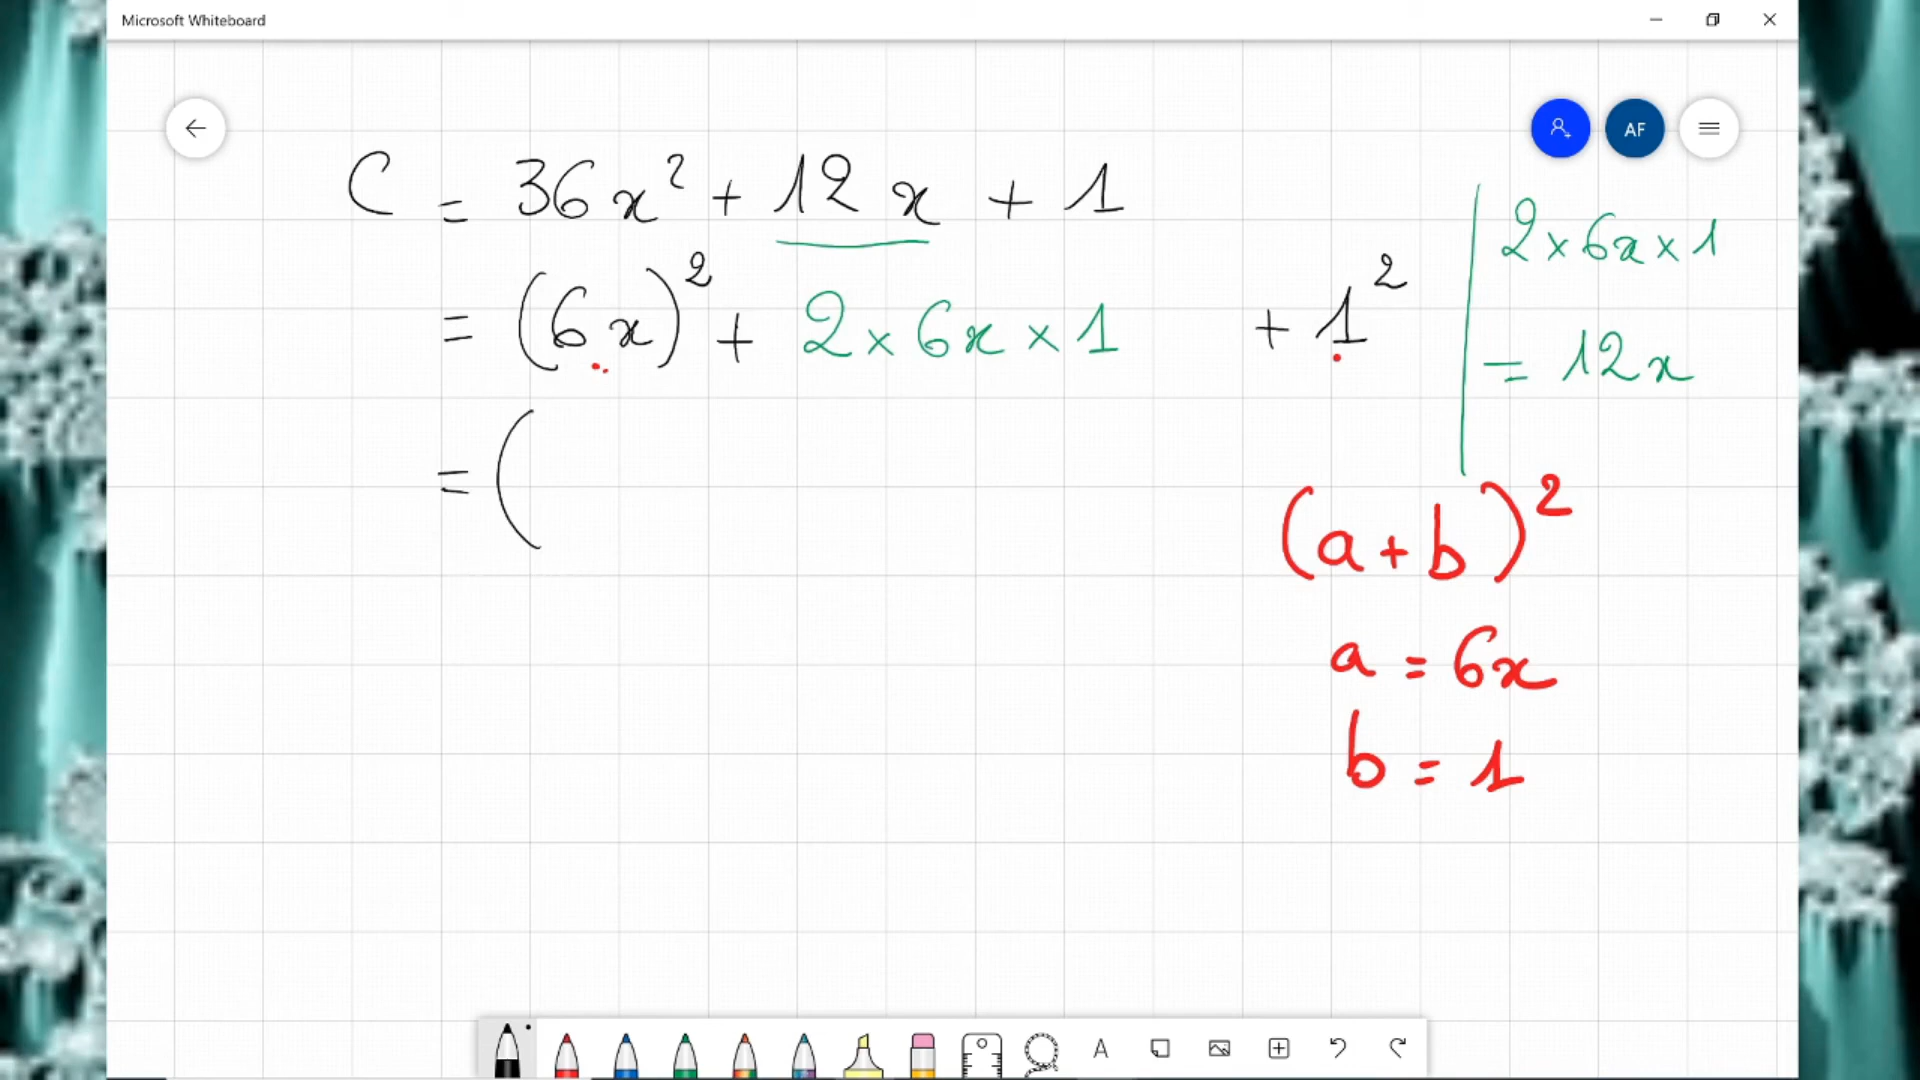 Microsoft Whiteboard
AF
C = 36x² + 12x + 1
= (6x)² + 2 × 6x × 1 + 1²
= (
2 × 6x × 1
= 12x
(a + b)²
a = 6x
b = 1
A